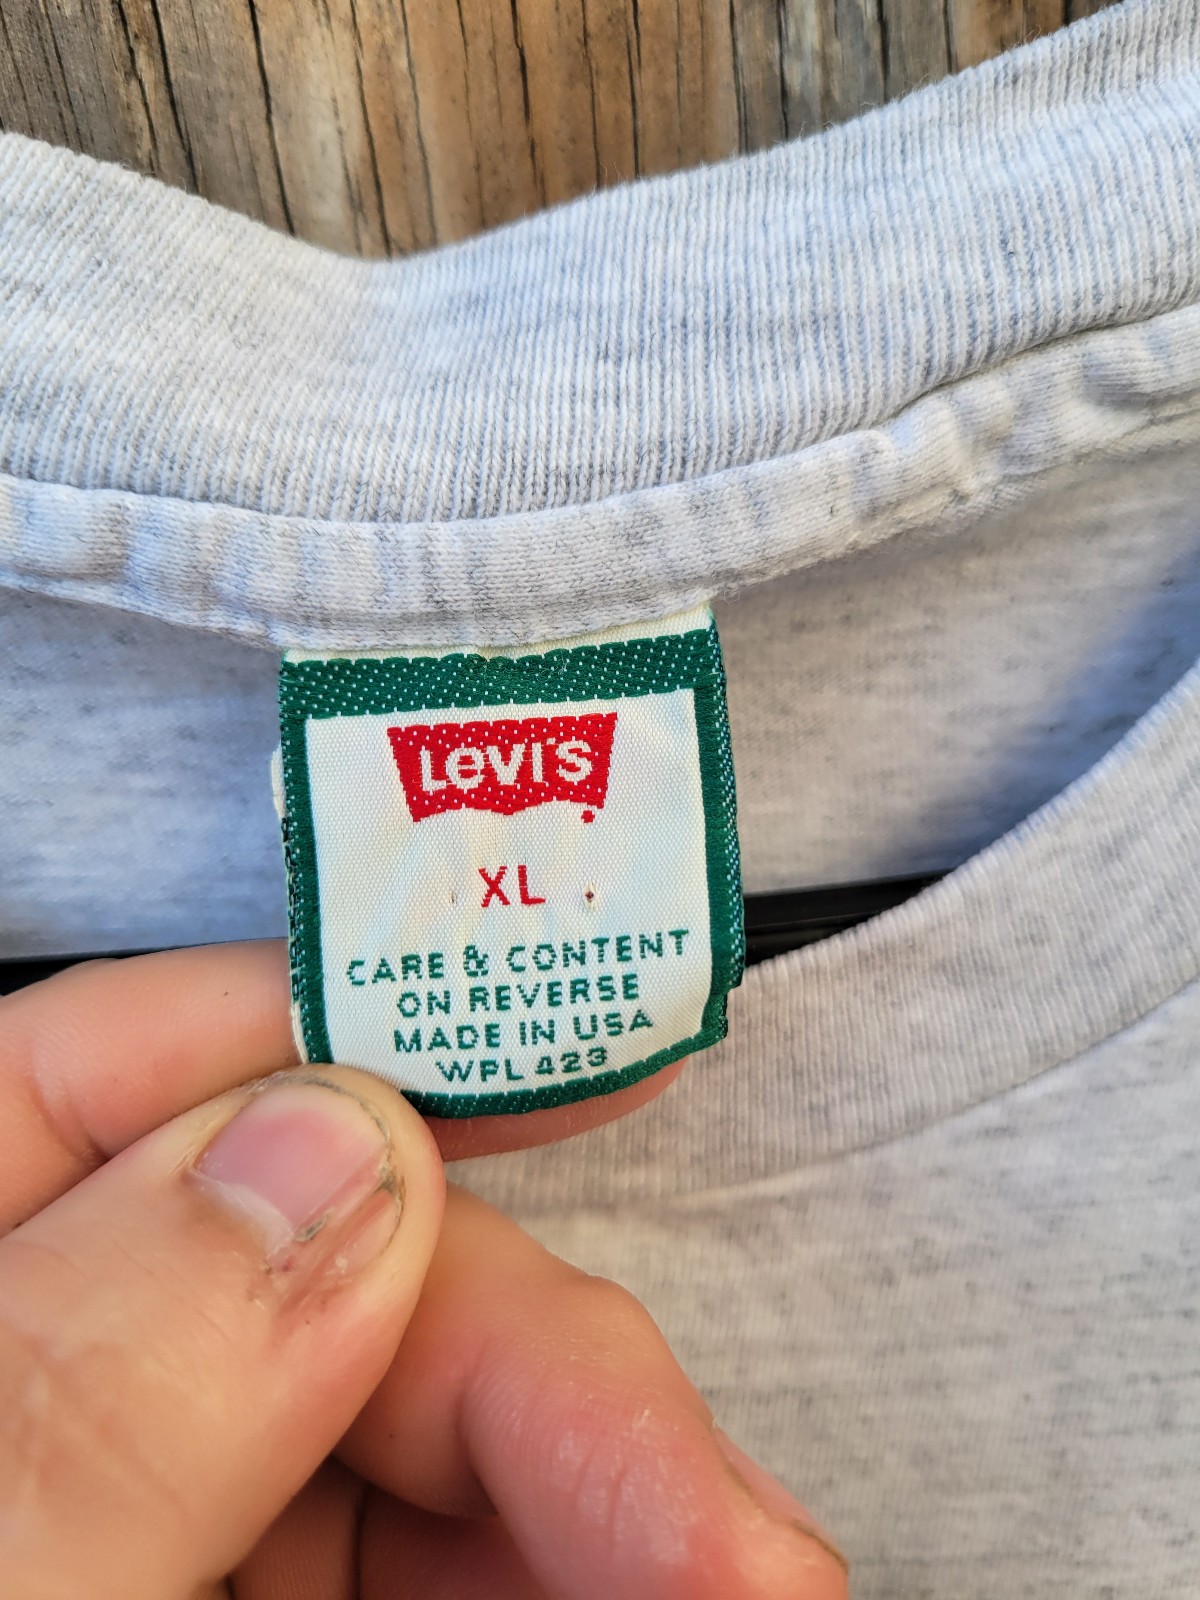 Levi's
XL
CARE & CONTENT
ON REVERSE
MADE IN USA
WPL 423